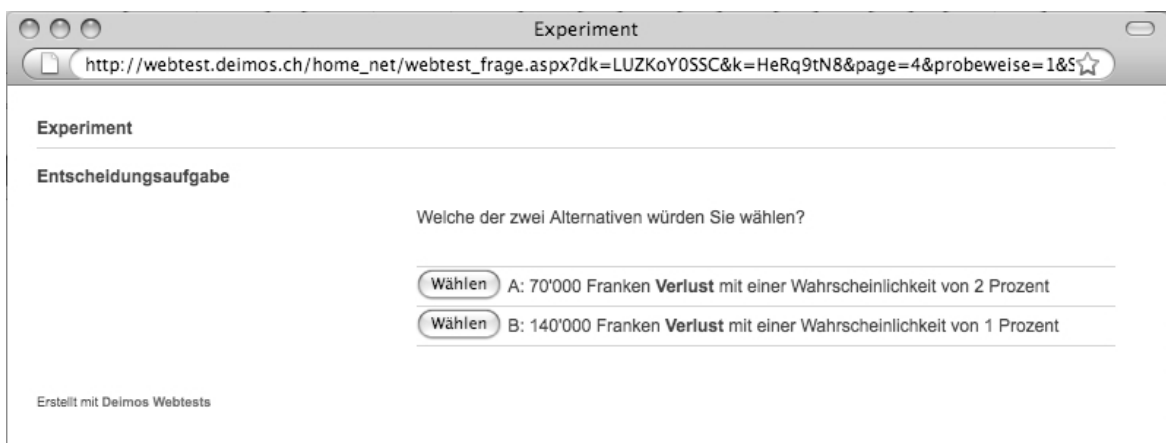 Experiment
http://webtest.deimos.ch/home_net/webtest_frage.aspx?dk=LUZKoY0SSC&k=HeRq9tN8&page=4&probeweise=1&S
Experiment
Entscheidungsaufgabe
Welche der zwei Alternativen würden Sie wählen?
Wählen A: 70'000 Franken Verlust mit einer Wahrscheinlichkeit von 2 Prozent
Wählen B: 140'000 Franken Verlust mit einer Wahrscheinlichkeit von 1 Prozent
Erstellt mit Deimos Webtests